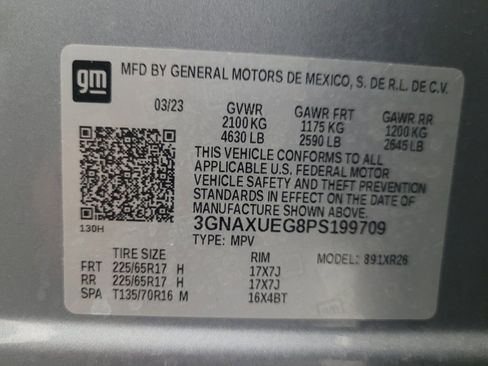 gm MFD BY GENERAL MOTORS DE MEXICO, S. DE R.L. DE C.V.
03/23 GVWR GAWR FRT GAWR RR
2100 KG 1175 KG 1200 KG
4630 LB 2590 LB 2645 LB
THIS VEHICLE CONFORMS TO ALL
APPLICABLE U.S. FEDERAL MOTOR
VEHICLE SAFETY AND THEFT PREVENTION
STANDARDS IN EFFECT ON THE DATE OF
MANUFACTURE SHOWN ABOVE.
130H 3GNAXUEG8PS199709
TYPE: MPV
TIRE SIZE RIM MODEL: 891XR26
FRT 225/65R17 H 17X7J
RR 225/65R17 H 17X7J
SPA T135/70R16 M 16X4BT